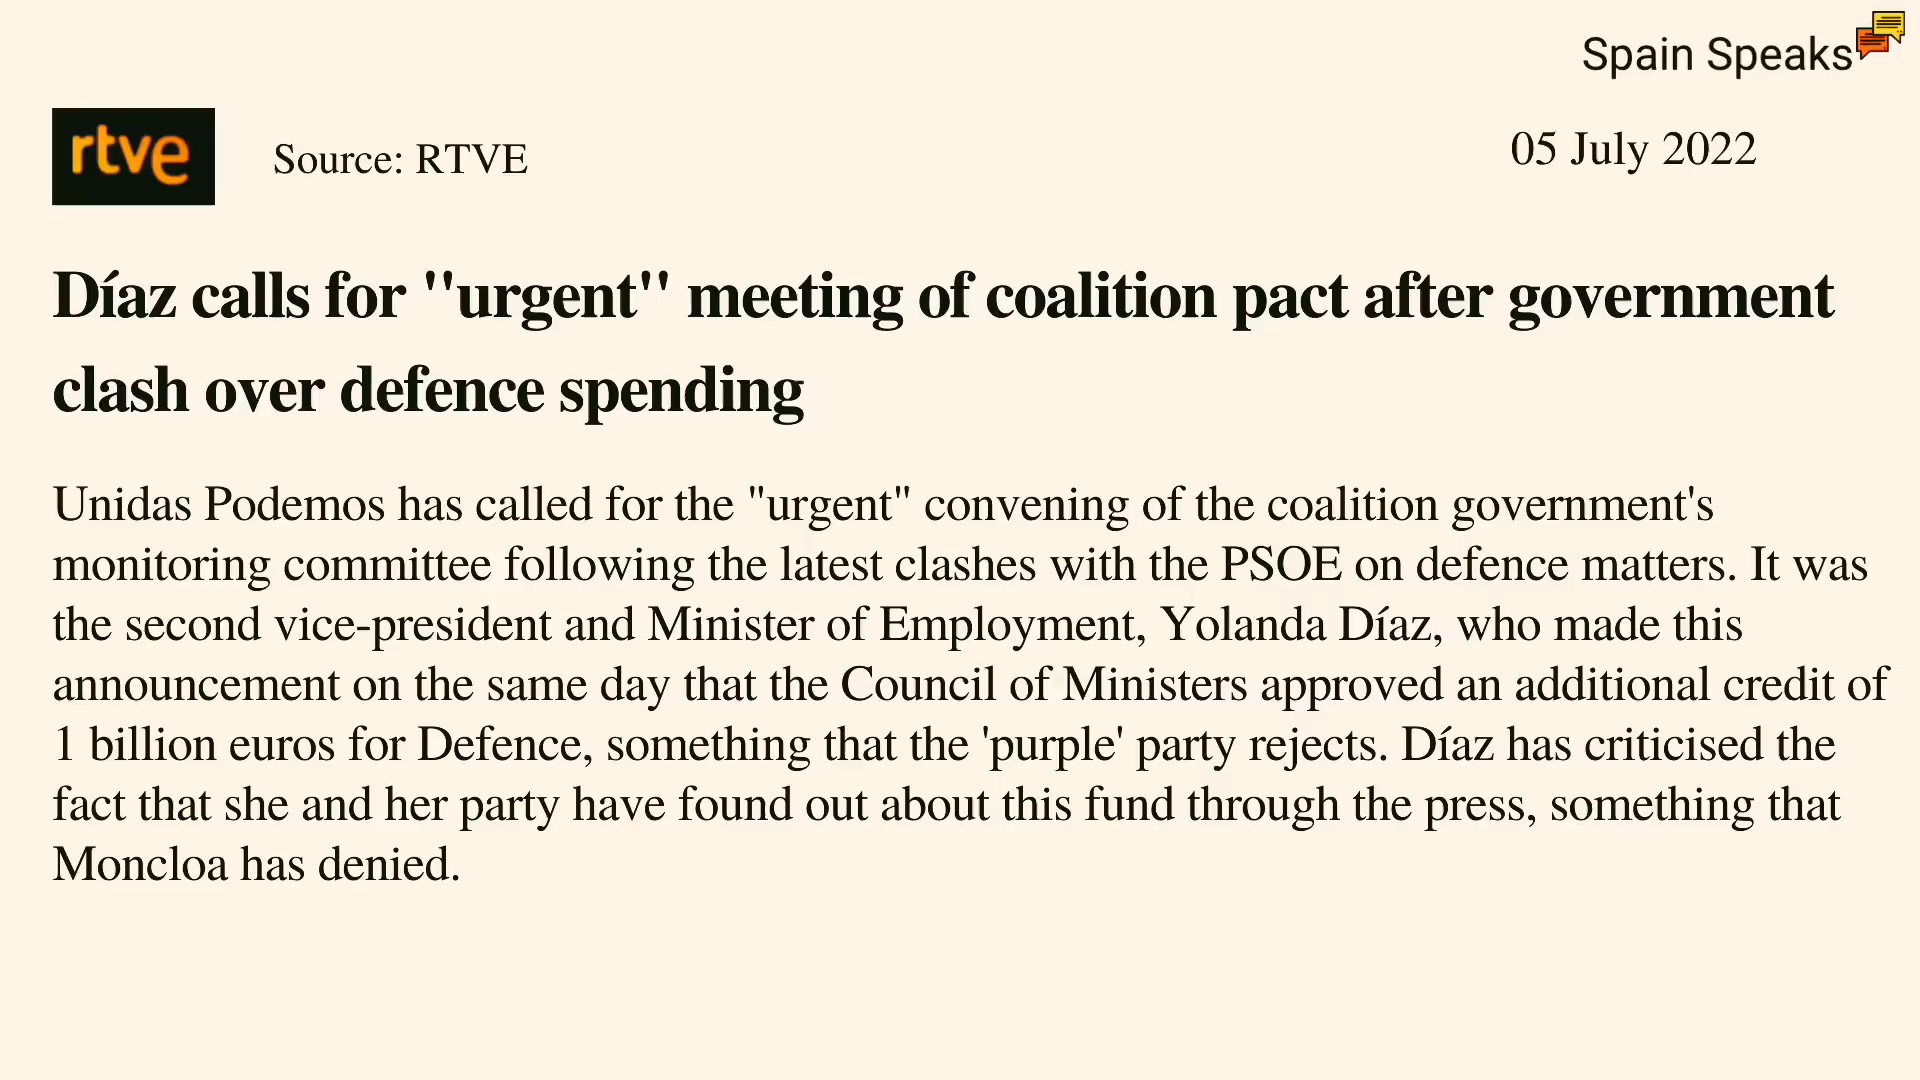 Spain Speaks
rtve
Source: RTVE
05 July 2022
Díaz calls for "urgent" meeting of coalition pact after government
clash over defence spending
Unidas Podemos has called for the "urgent" convening of the coalition government's
monitoring committee following the latest clashes with the PSOE on defence matters. It was
the second vice-president and Minister of Employment, Yolanda Díaz, who made this
announcement on the same day that the Council of Ministers approved an additional credit of
1 billion euros for Defence, something that the 'purple' party rejects. Díaz has criticised the
fact that she and her party have found out about this fund through the press, something that
Moncloa has denied.